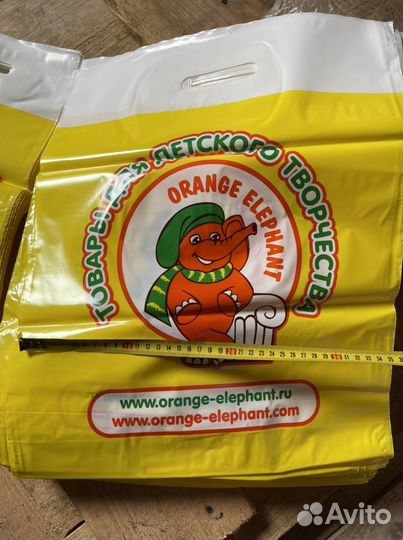 ТОВАРЫ ДЛЯ ДЕТСКОГО ТВОРЧЕСТВА
ORANGE ELEPHANT
www.orange-elephant.ru
www.orange-elephant.com
Avito